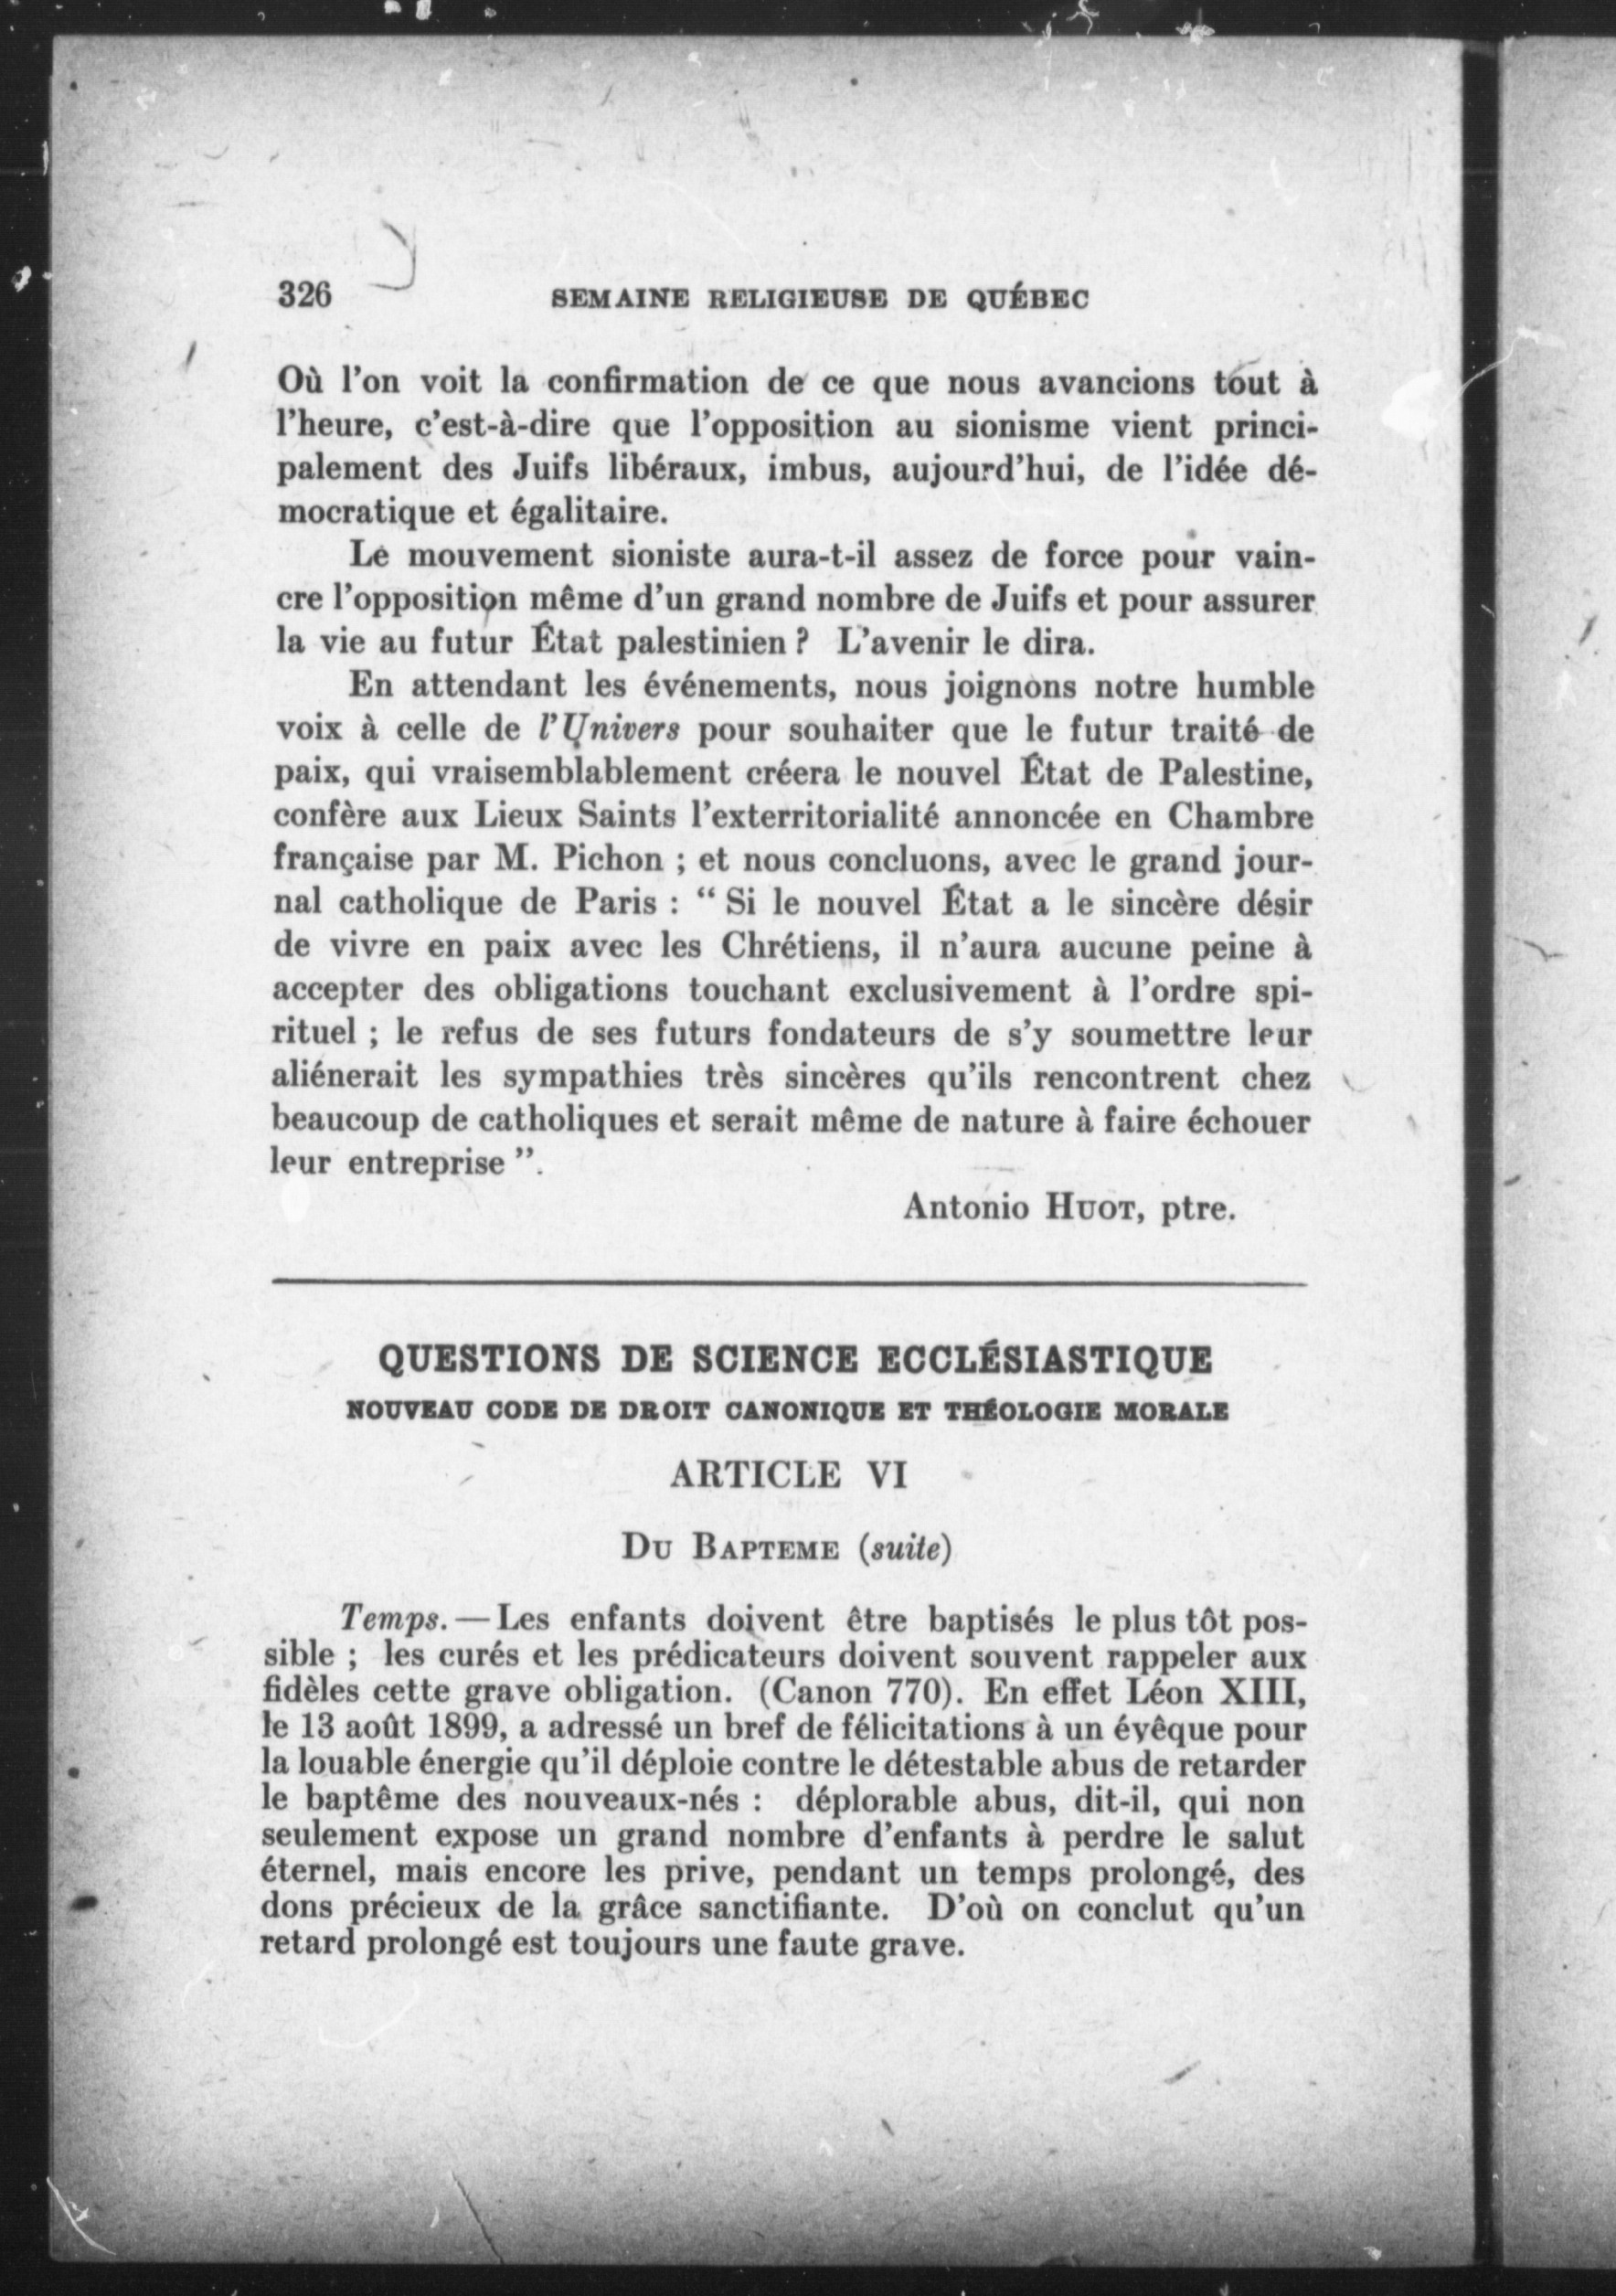 326 SEMAINE RELIGIEUSE DE QUÉBEC
Où l'on voit la confirmation de ce que nous avancions tout à
l'heure, c'est-à-dire que l'opposition au sionisme vient princi-
palement des Juifs libéraux, imbus, aujourd'hui, de l'idée dé-
mocratique et égalitaire.
Le mouvement sioniste aura-t-il assez de force pour vain-
cre l'opposition même d'un grand nombre de Juifs et pour assurer
la vie au futur État palestinien ? L'avenir le dira.
En attendant les événements, nous joignons notre humble
voix à celle de l'Univers pour souhaiter que le futur traité de
paix, qui vraisemblablement créera le nouvel État de Palestine,
confère aux Lieux Saints l'exterritorialité annoncée en Chambre
française par M. Pichon ; et nous concluons, avec le grand jour-
nal catholique de Paris : “ Si le nouvel État a le sincère désir
de vivre en paix avec les Chrétiens, il n'aura aucune peine à
accepter des obligations touchant exclusivement à l'ordre spi-
rituel ; le refus de ses futurs fondateurs de s'y soumettre leur
aliénerait les sympathies très sincères qu'ils rencontrent chez
beaucoup de catholiques et serait même de nature à faire échouer
leur entreprise ”.
Antonio HUOT, ptre.
QUESTIONS DE SCIENCE ECCLÉSIASTIQUE
NOUVEAU CODE DE DROIT CANONIQUE ET THÉOLOGIE MORALE
ARTICLE VI
DU BAPTEME (suite)
Temps. — Les enfants doivent être baptisés le plus tôt pos-
sible ; les curés et les prédicateurs doivent souvent rappeler aux
fidèles cette grave obligation. (Canon 770). En effet Léon XIII,
le 13 août 1899, a adressé un bref de félicitations à un évêque pour
la louable énergie qu'il déploie contre le détestable abus de retarder
le baptême des nouveaux-nés : déplorable abus, dit-il, qui non
seulement expose un grand nombre d'enfants à perdre le salut
éternel, mais encore les prive, pendant un temps prolongé, des
dons précieux de la grâce sanctifiante. D'où on conclut qu'un
retard prolongé est toujours une faute grave.